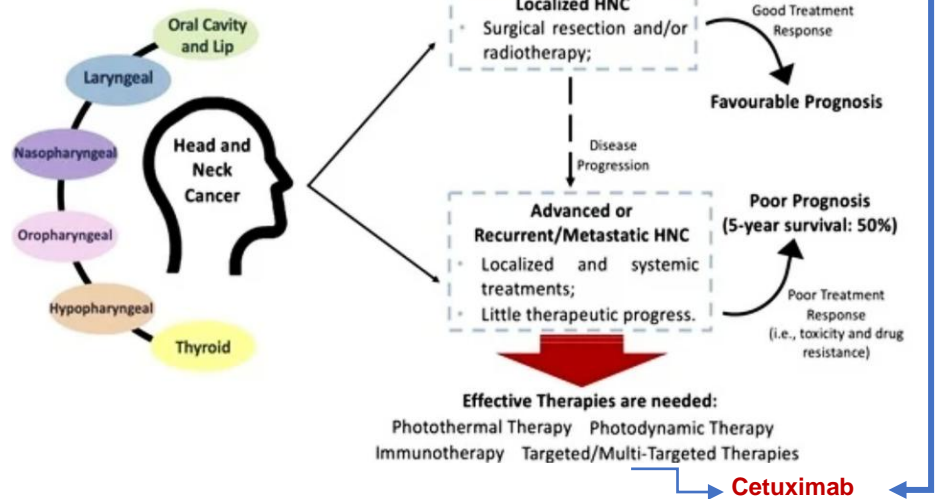 Oral Cavity
and Lip
Laryngeal
Nasopharyngeal
Oropharyngeal
Hypopharyngeal
Thyroid
Head and
Neck
Cancer
Localized HNC
Surgical resection and/or
radiotherapy;
Good Treatment
Response
Favourable Prognosis
Disease
Progression
Advanced or
Recurrent/Metastatic HNC
Localized and systemic
treatments;
Little therapeutic progress.
Poor Prognosis
(5-year survival: 50%)
Poor Treatment
Response
(i.e., toxicity and drug
resistance)
Effective Therapies are needed:
Photothermal Therapy Photodynamic Therapy
Immunotherapy Targeted/Multi-Targeted Therapies
Cetuximab